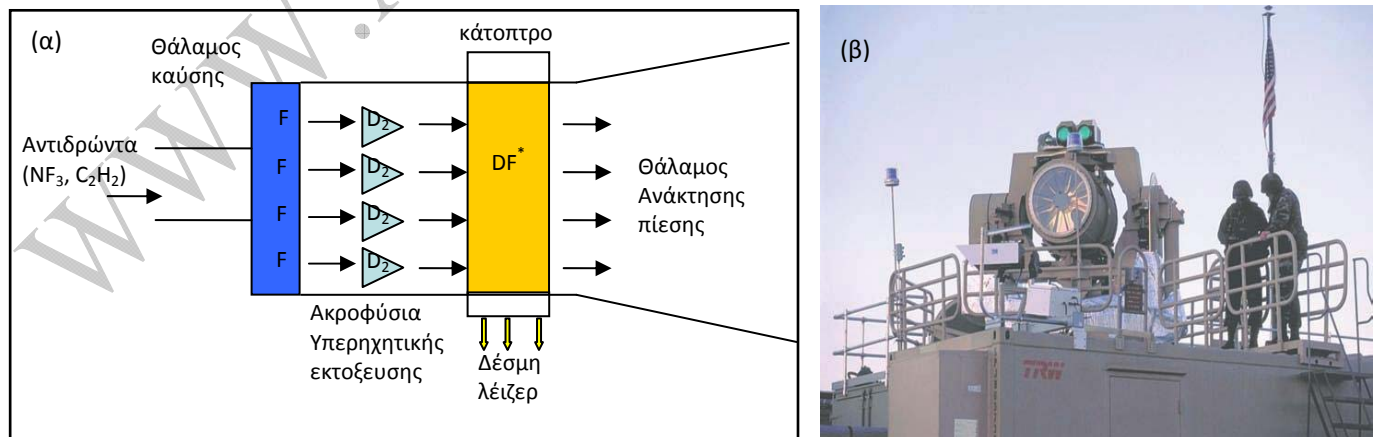 www.
(α)
Θάλαμος
καύσης
κάτοπτρο
Αντιδρώντα
(NF₃, C₂H₂)
F
D₂
F
D₂
F
D₂
F
D₂
DF*
Θάλαμος
Ανάκτησης
πίεσης
Ακροφύσια
Υπερηχητικής
εκτοξευσης
Δέσμη
λέιζερ
(β)
TRW